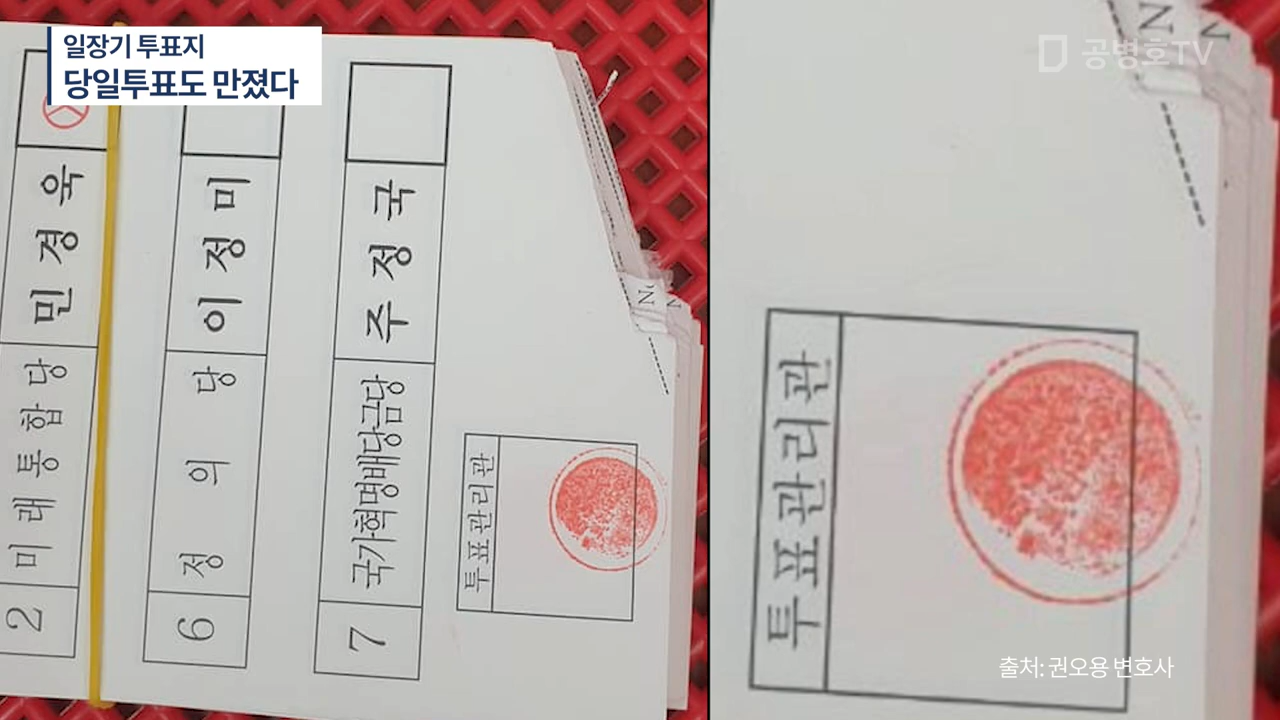 일장기 투표지
당일투표도 만졌다
공병호TV
2 미래통합당 민경욱
6 정의당 이정미
7 국가혁명배당금당 주정국
투표관리관
No
N
투표관리관
N
N
출처: 권오용 변호사